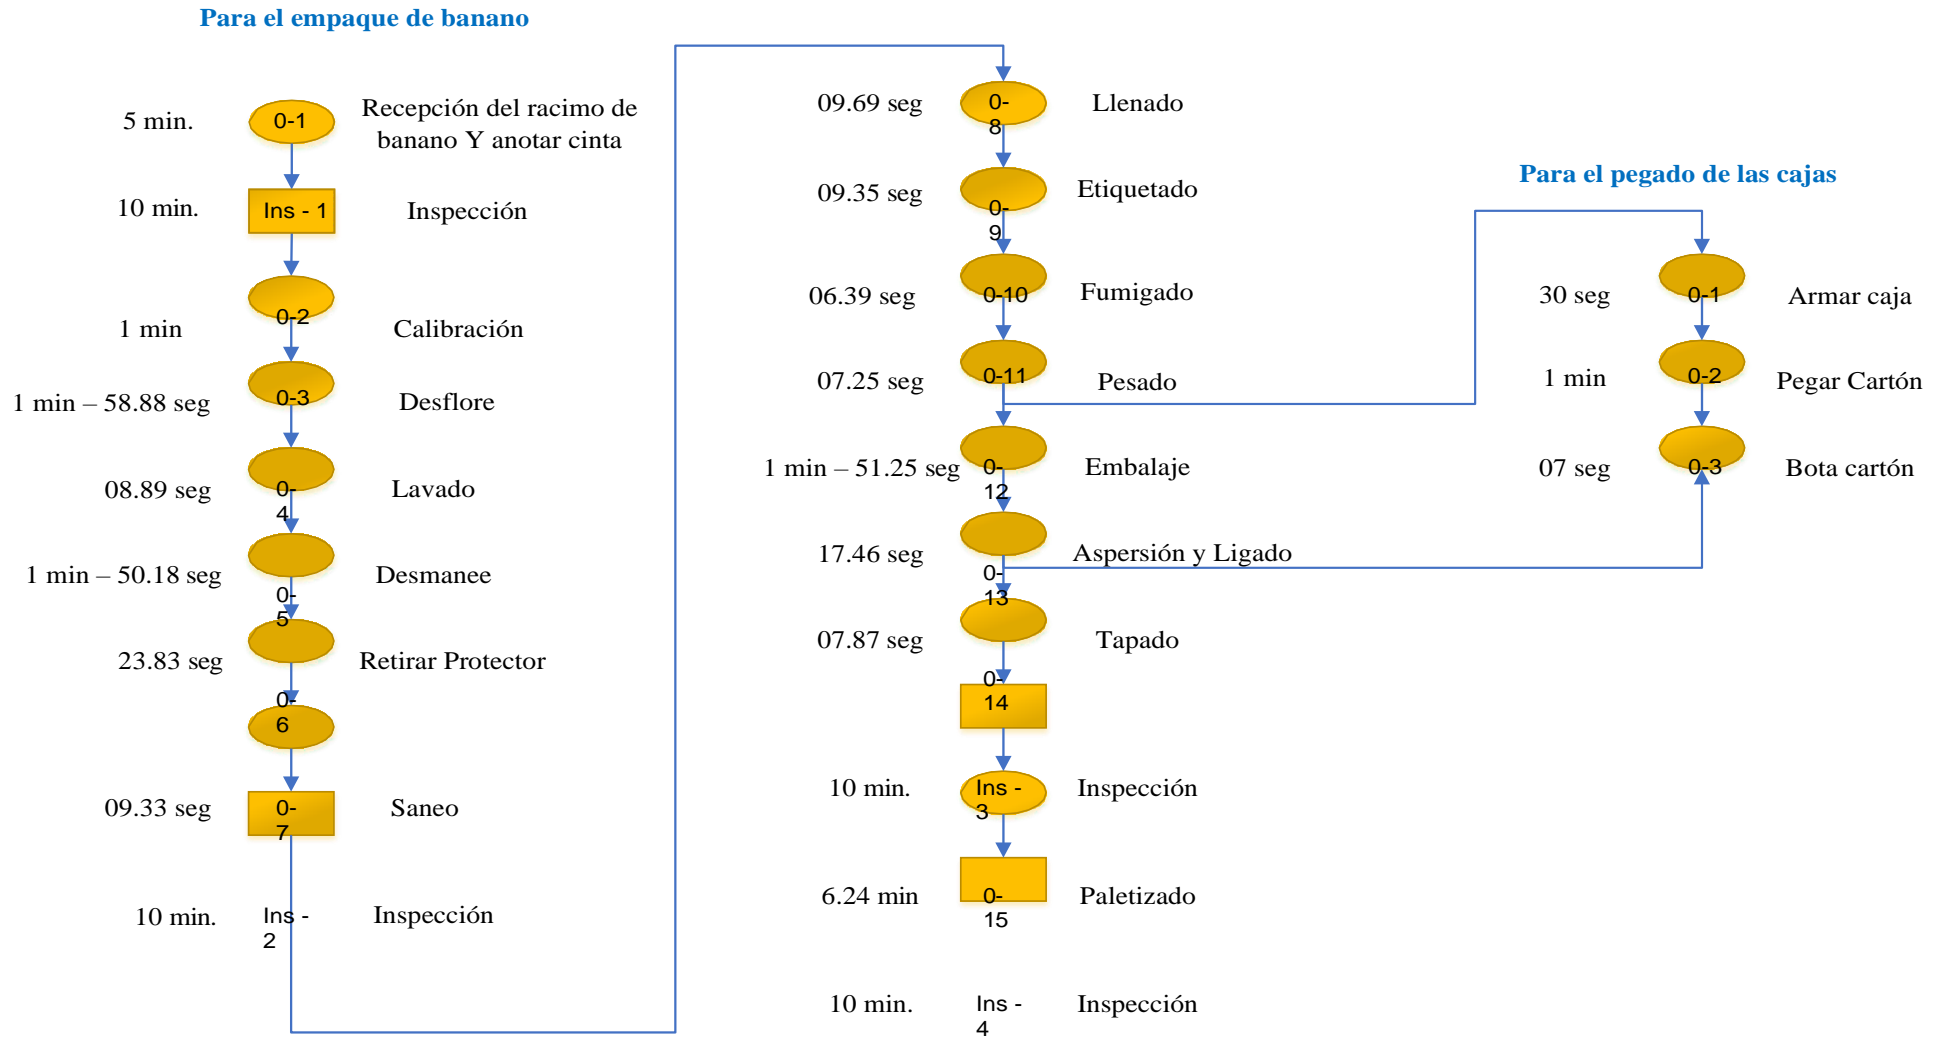 Para el empaque de banano
5 min.
0-1
Recepción del racimo de
banano Y anotar cinta
10 min.
Ins - 1
Inspección
0-2
1 min
Calibración
0-3
1 min – 58.88 seg
Desflore
08.89 seg
0-
4
Lavado
1 min – 50.18 seg
Desmanee
0-
5
23.83 seg
Retirar Protector
0-
6
09.33 seg
0-
7
Saneo
10 min.
Ins -
2
Inspección
09.69 seg
0-
8
Llenado
09.35 seg
Etiquetado
0-
9
06.39 seg
0-10
Fumigado
07.25 seg
0-11
Pesado
1 min – 51.25 seg
0-
12
Embalaje
17.46 seg
Aspersión y Ligado
0-
13
07.87 seg
Tapado
0-
14
10 min.
Ins -
3
Inspección
6.24 min
0-
15
Paletizado
10 min.
Ins -
4
Inspección
Para el pegado de las cajas
30 seg
0-1
Armar caja
1 min
0-2
Pegar Cartón
07 seg
0-3
Bota cartón